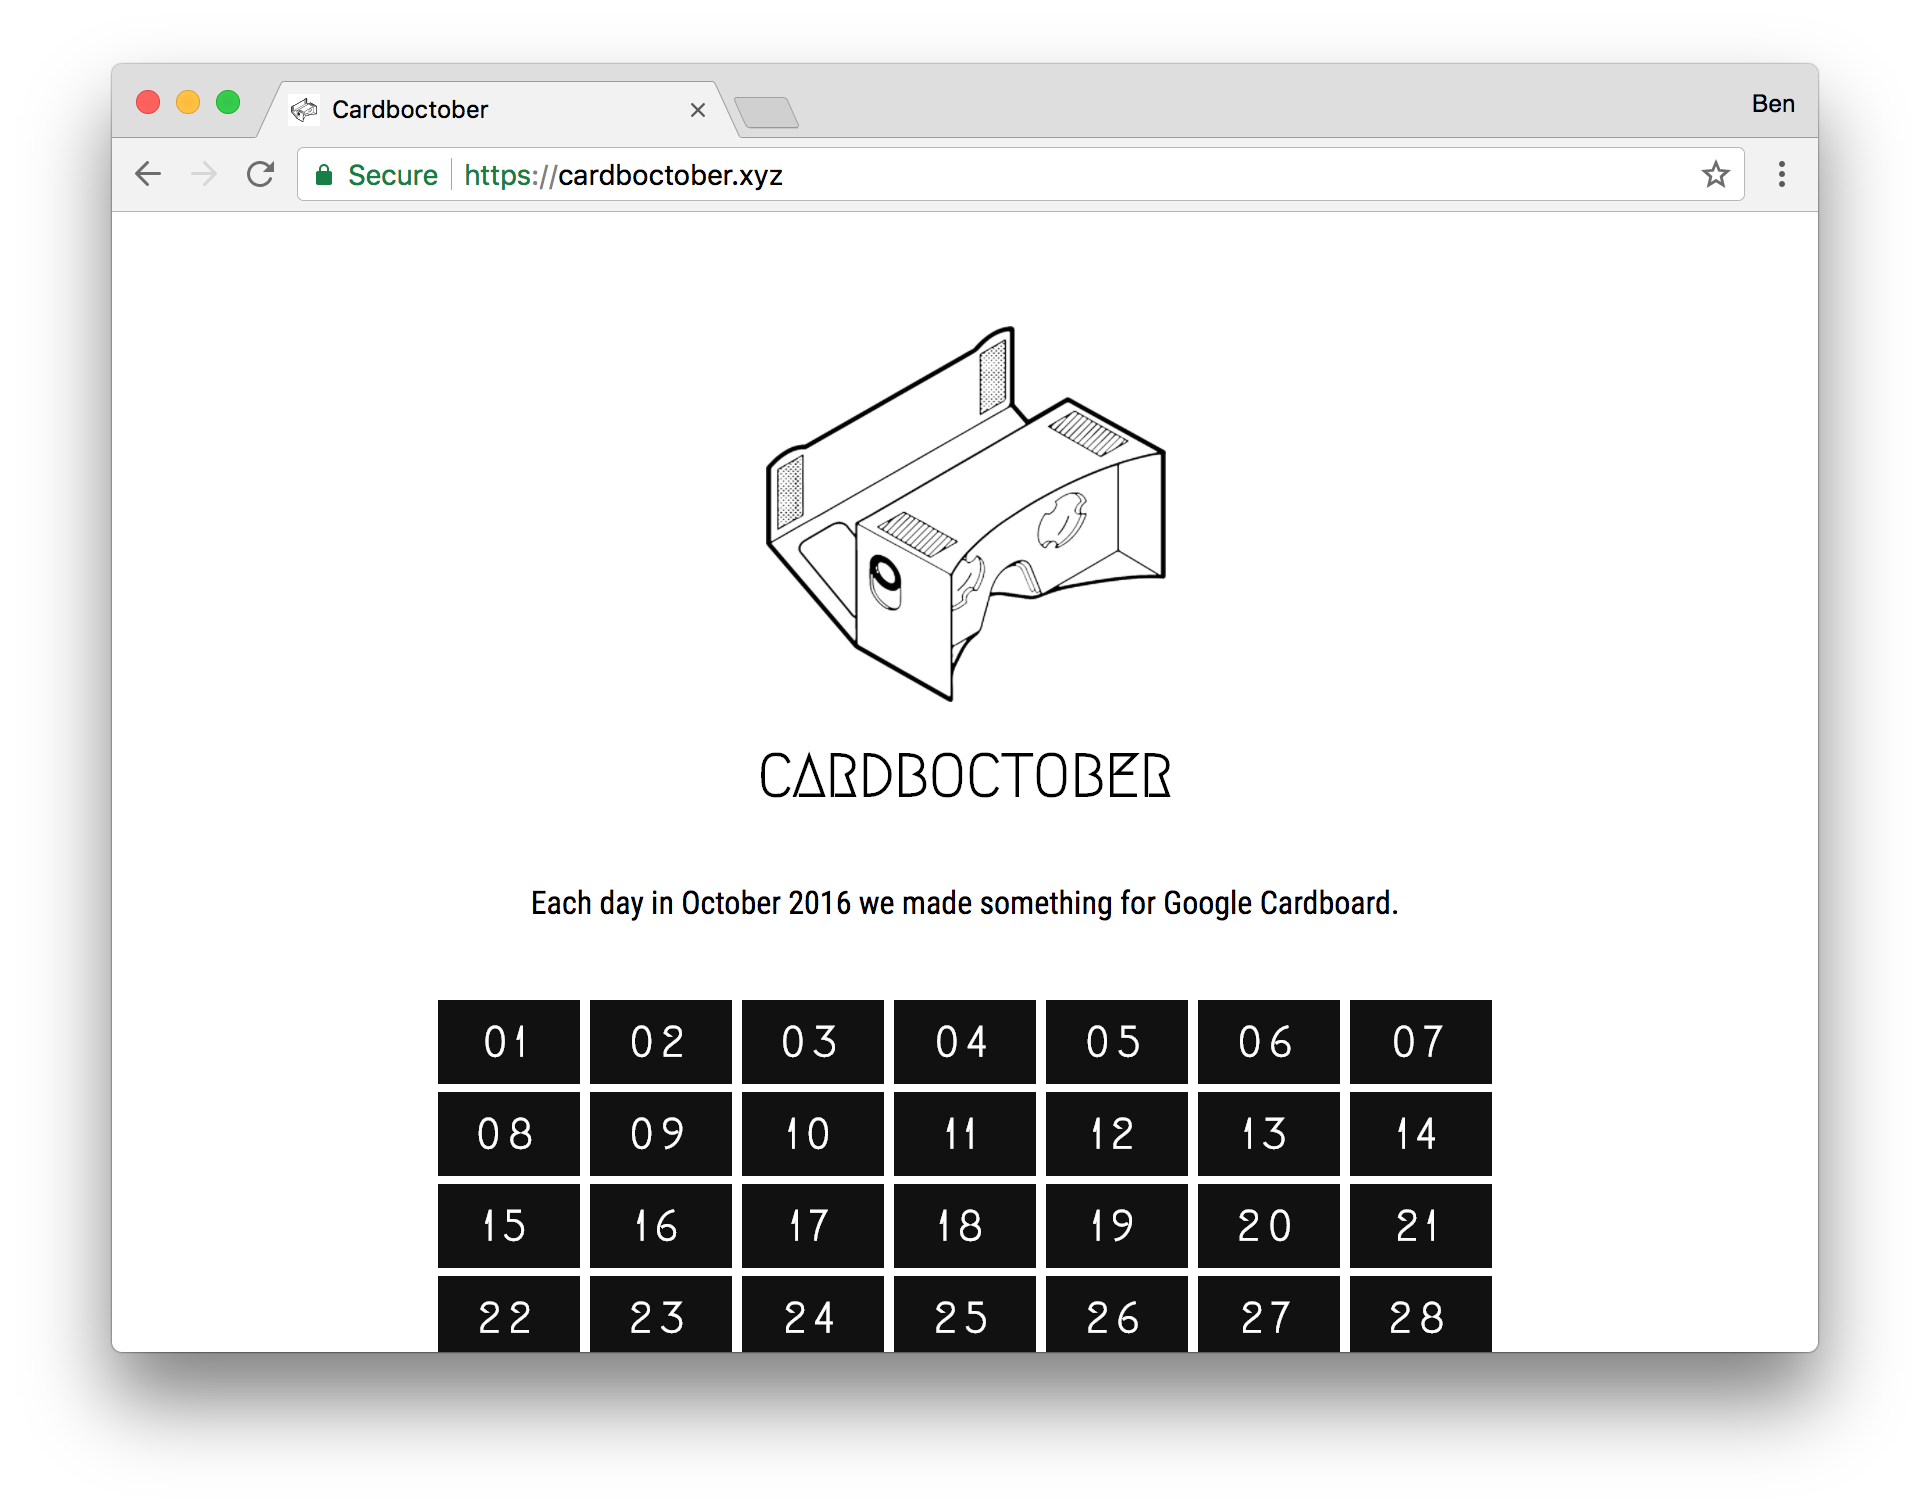 Cardboctober
Ben
Secure https://cardboctober.xyz
CARDBOCTOBER
Each day in October 2016 we made something for Google Cardboard.
01 02 03 04 05 06 07
08 09 10 11 12 13 14
15 16 17 18 19 20 21
22 23 24 25 26 27 28